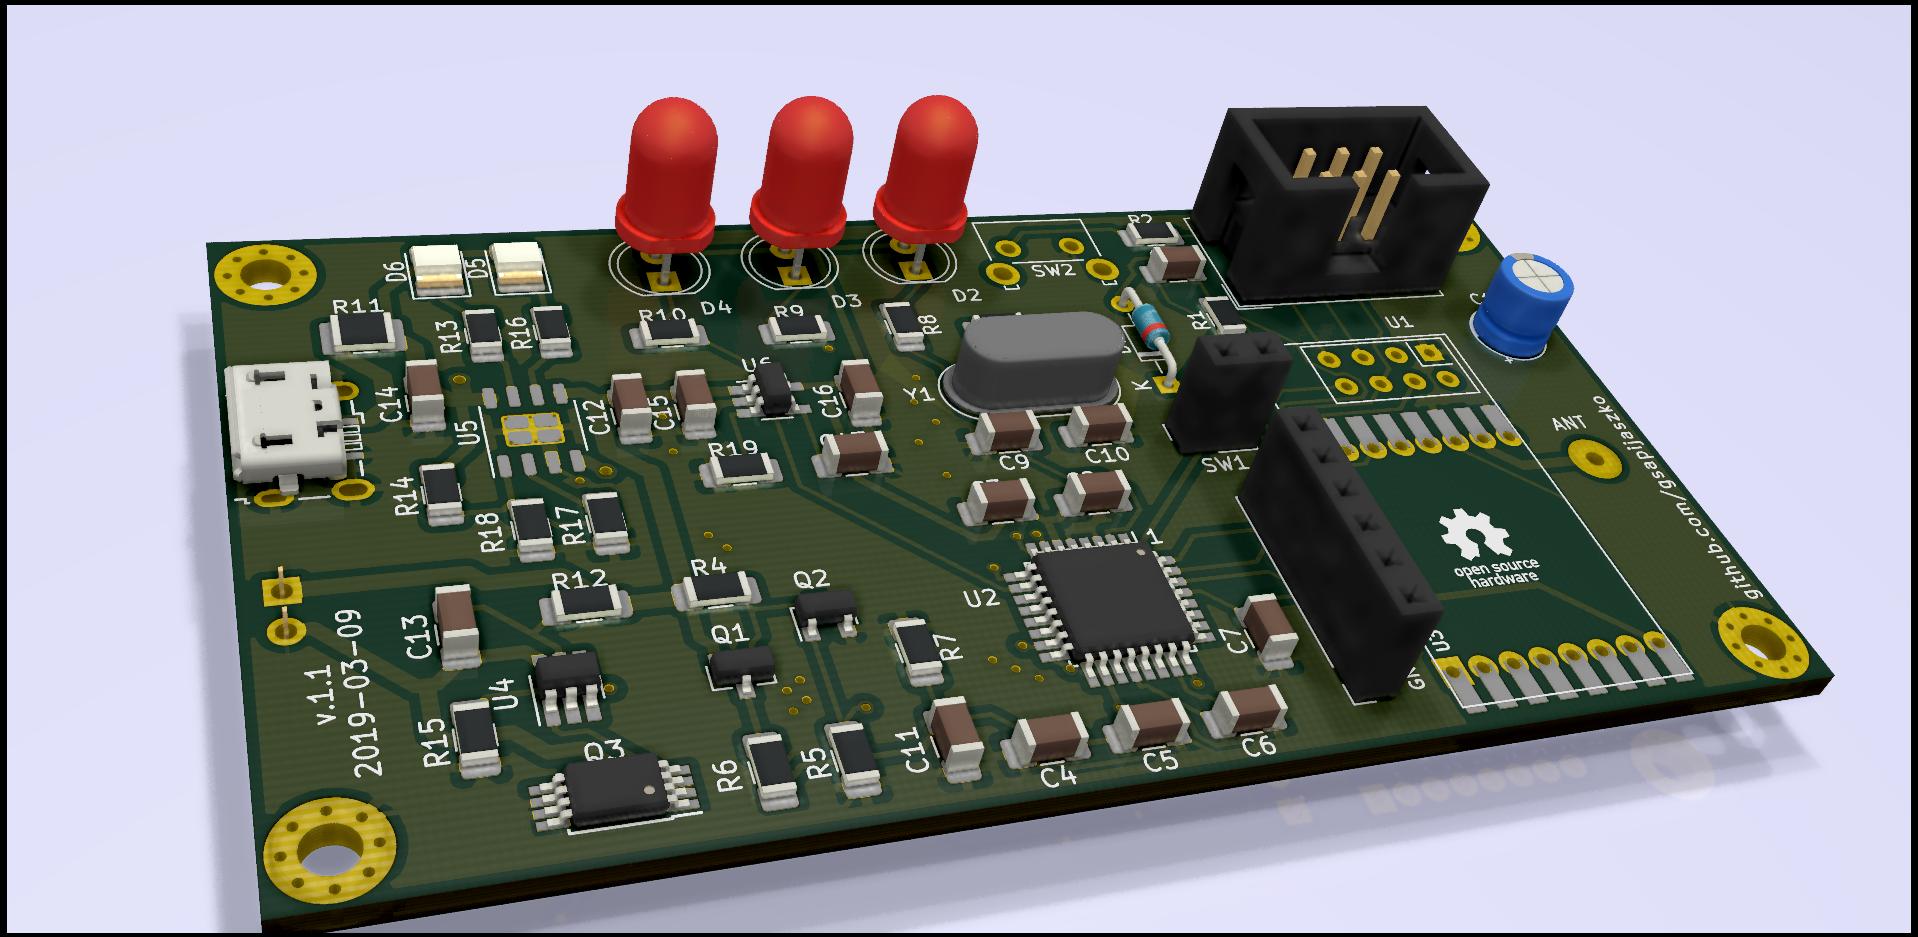 D6
D5
R11
R13
R16
R10
D4
R9
D3
R8
D2
SW2
R2
R1
U1
C14
U5
C12
C15
U6
C16
Y1
K
R19
C9
C10
SW1
ANT
R14
R18
R17
R12
R4
Q2
U2
1
C13
Q1
R7
C7
U3
open source
hardware
github.com/gsapijaszko
v.1.1
2019-03-09
R15
U4
Q3
R6
R5
C11
C4
C5
C6